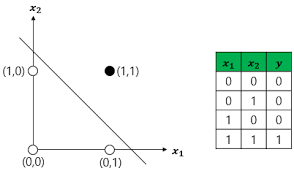 x₂
(1,0)
(1,1)
x₁
(0,0)
(0,1)
x₁ x₂ y
0 0 0
0 1 0
1 0 0
1 1 1